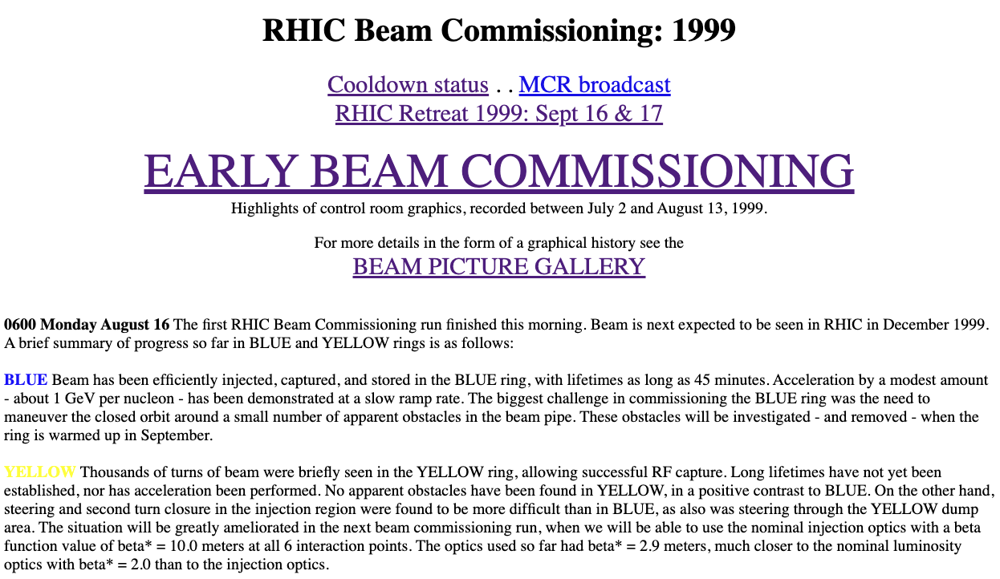 RHIC Beam Commissioning: 1999
Cooldown status . . MCR broadcast
RHIC Retreat 1999: Sept 16 & 17
EARLY BEAM COMMISSIONING
Highlights of control room graphics, recorded between July 2 and August 13, 1999.
For more details in the form of a graphical history see the
BEAM PICTURE GALLERY
0600 Monday August 16 The first RHIC Beam Commissioning run finished this morning. Beam is next expected to be seen in RHIC in December 1999.
A brief summary of progress so far in BLUE and YELLOW rings is as follows:
BLUE Beam has been efficiently injected, captured, and stored in the BLUE ring, with lifetimes as long as 45 minutes. Acceleration by a modest amount
- about 1 GeV per nucleon - has been demonstrated at a slow ramp rate. The biggest challenge in commissioning the BLUE ring was the need to
maneuver the closed orbit around a small number of apparent obstacles in the beam pipe. These obstacles will be investigated - and removed - when the
ring is warmed up in September.
YELLOW Thousands of turns of beam were briefly seen in the YELLOW ring, allowing successful RF capture. Long lifetimes have not yet been
established, nor has acceleration been performed. No apparent obstacles have been found in YELLOW, in a positive contrast to BLUE. On the other hand,
steering and second turn closure in the injection region were found to be more difficult than in BLUE, as also was steering through the YELLOW dump
area. The situation will be greatly ameliorated in the next beam commissioning run, when we will be able to use the nominal injection optics with a beta
function value of beta* = 10.0 meters at all 6 interaction points. The optics used so far had beta* = 2.9 meters, much closer to the nominal luminosity
optics with beta* = 2.0 than to the injection optics.